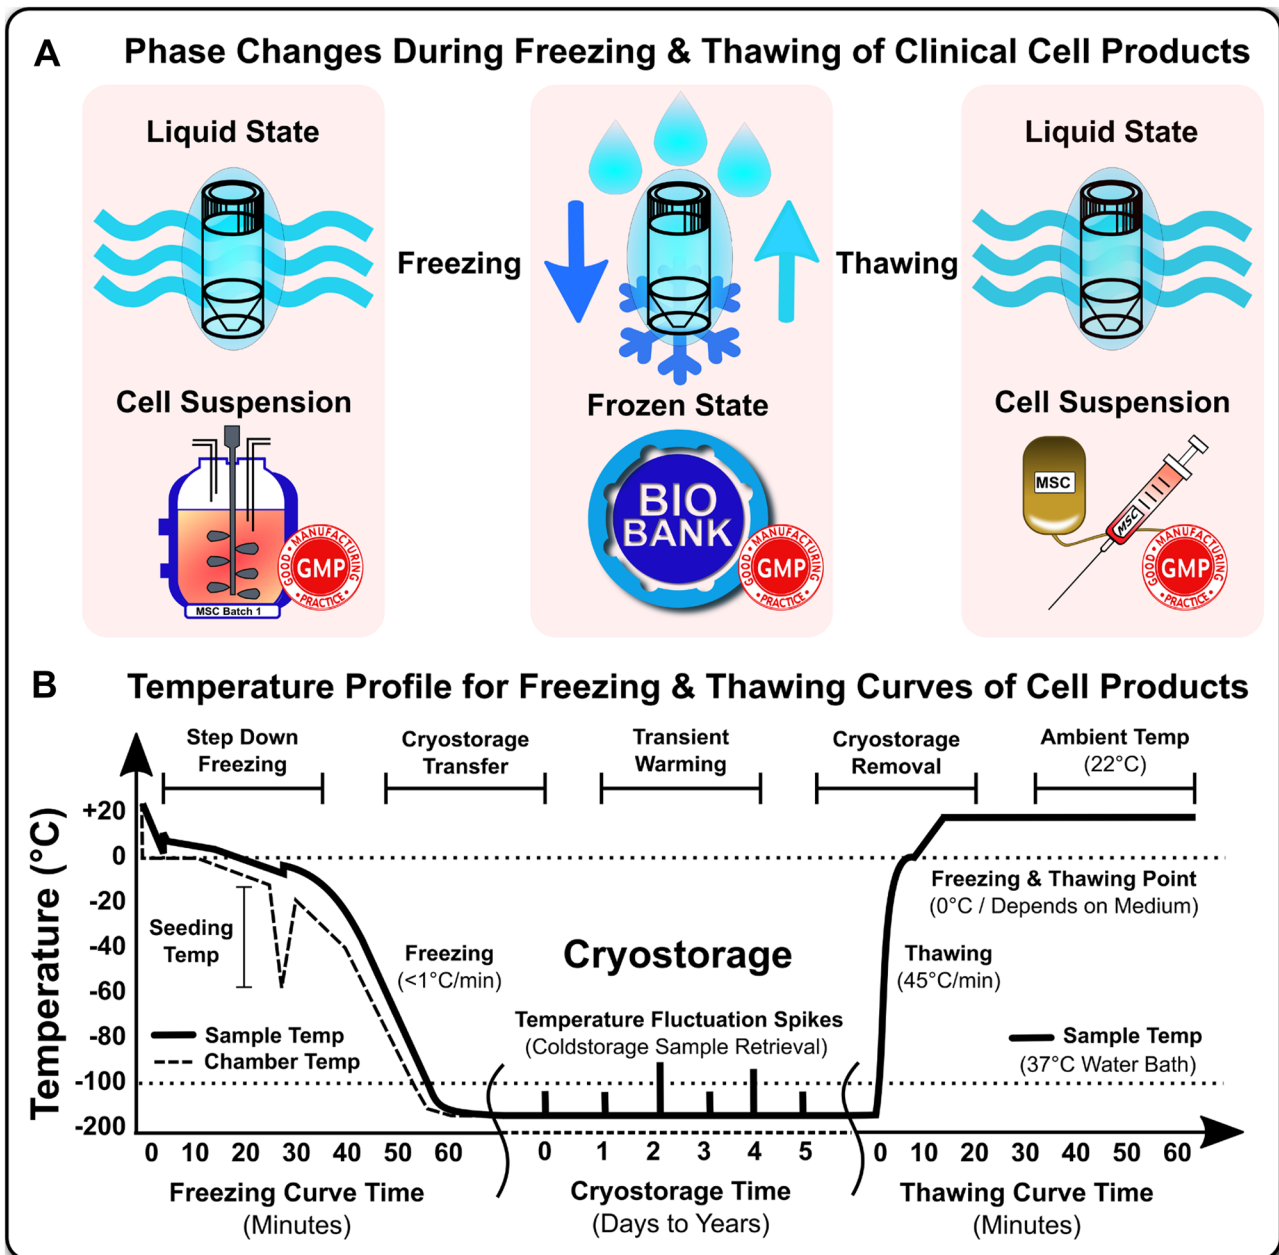 A
Phase Changes During Freezing & Thawing of Clinical Cell Products
Liquid State
Freezing
Thawing
Liquid State
Cell Suspension
Frozen State
Cell Suspension
MSC Batch 1
GOOD • MANUFACTURING • PRACTICE •
GMP
BIO
BANK
GOOD • MANUFACTURING • PRACTICE •
GMP
MSC
MSC
GOOD • MANUFACTURING • PRACTICE •
GMP
B
Temperature Profile for Freezing & Thawing Curves of Cell Products
Step Down
Freezing
Cryostorage
Transfer
Transient
Warming
Cryostorage
Removal
Ambient Temp
(22°C)
Temperature (°C)
+20
0
-20
-40
-60
-80
-100
-200
Seeding
Temp
Sample Temp
Chamber Temp
Freezing
(<1°C/min)
Cryostorage
Temperature Fluctuation Spikes
(Coldstorage Sample Retrieval)
Freezing & Thawing Point
(0°C / Depends on Medium)
Thawing
(45°C/min)
Sample Temp
(37°C Water Bath)
0 10 20 30 40 50 60
0 1 2 3 4 5
0 10 20 30 40 50 60
Freezing Curve Time
(Minutes)
Cryostorage Time
(Days to Years)
Thawing Curve Time
(Minutes)